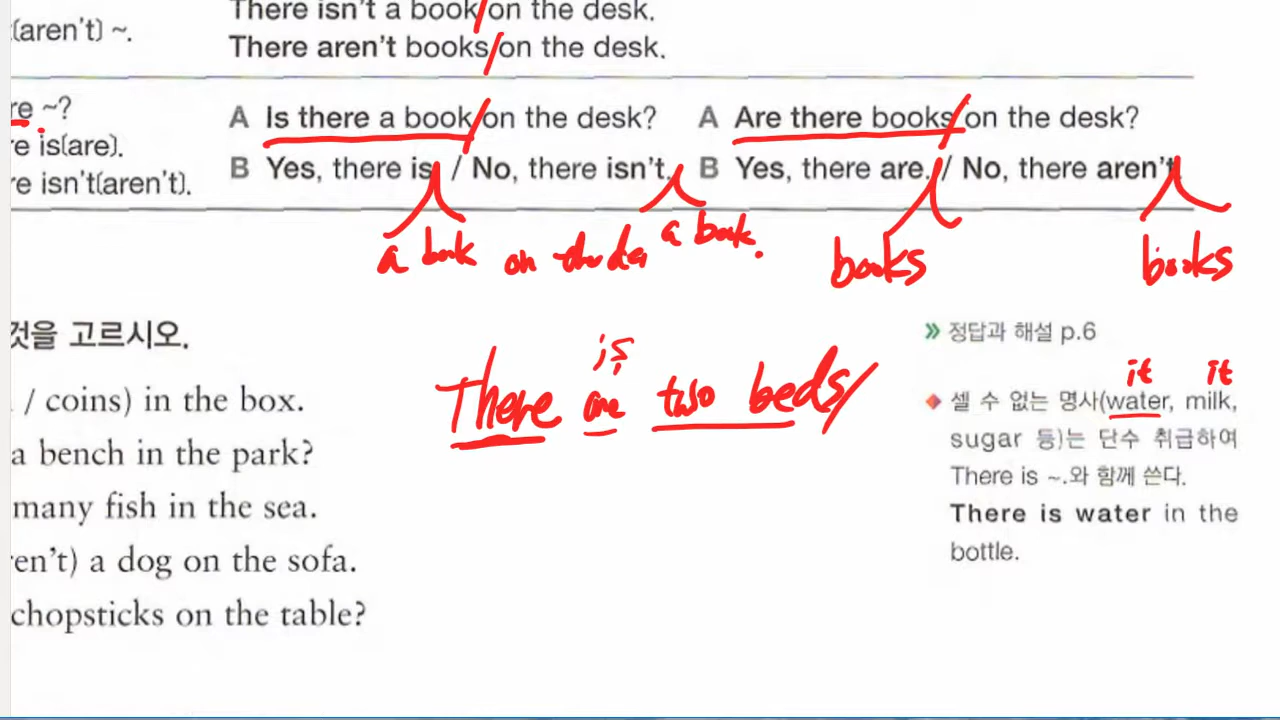 There isn't a book/on the desk.
(aren't) ~.
There aren't books/on the desk.
re ~?
A Is there a book/on the desk? A Are there books/on the desk?
re is(are).
B Yes, there is. / No, there isn't. B Yes, there are. / No, there aren't.
re isn't(aren't).
a book on the des a book. books books
것을 고르시오.
/ coins) in the box.
a bench in the park?
many fish in the sea.
ren't) a dog on the sofa.
chopsticks on the table?
is
There are two beds/
» 정답과 해설 p.6
it it
셀 수 없는 명사(water, milk,
sugar 등)는 단수 취급하여
There is ~.와 함께 쓴다.
There is water in the
bottle.